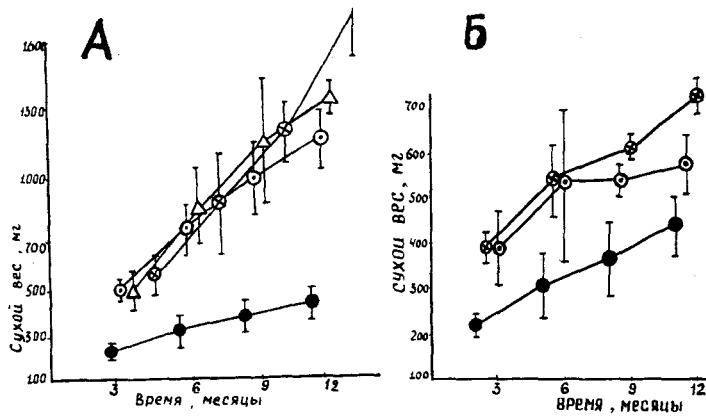 А
1600
1300
1000
.700
500
.300
100
Сухой вес, мг
3 6 9 12
Время, месяцы
Б
700
600
500
400
300
200
100
СУХОЙ ВЕС, МГ
3 6 9 12
ВРЕМЯ, МЕСЯЦЫ